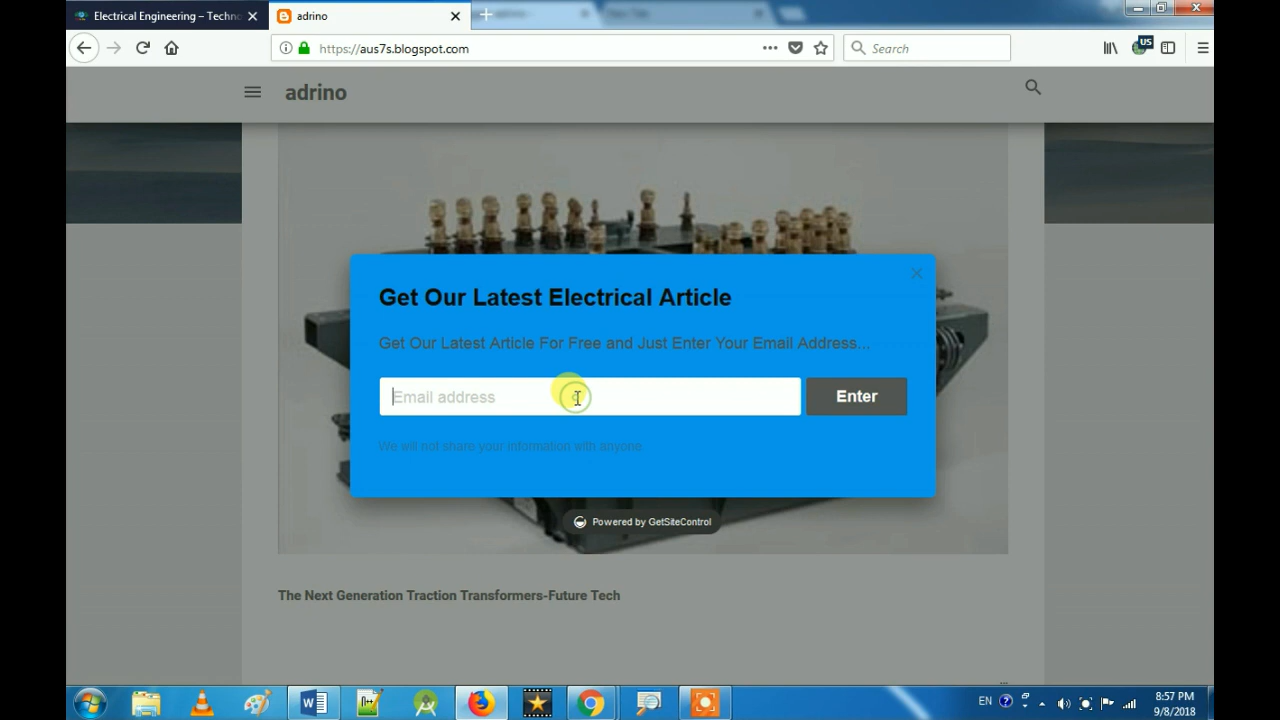 Electrical Engineering – Techno
adrino
https://aus7s.blogspot.com
Search
US
adrino
Get Our Latest Electrical Article
Get Our Latest Article For Free and Just Enter Your Email Address...
Email address
Enter
We will not share your information with anyone
Powered by GetSiteControl
The Next Generation Traction Transformers-Future Tech
EN
8:57 PM
9/8/2018